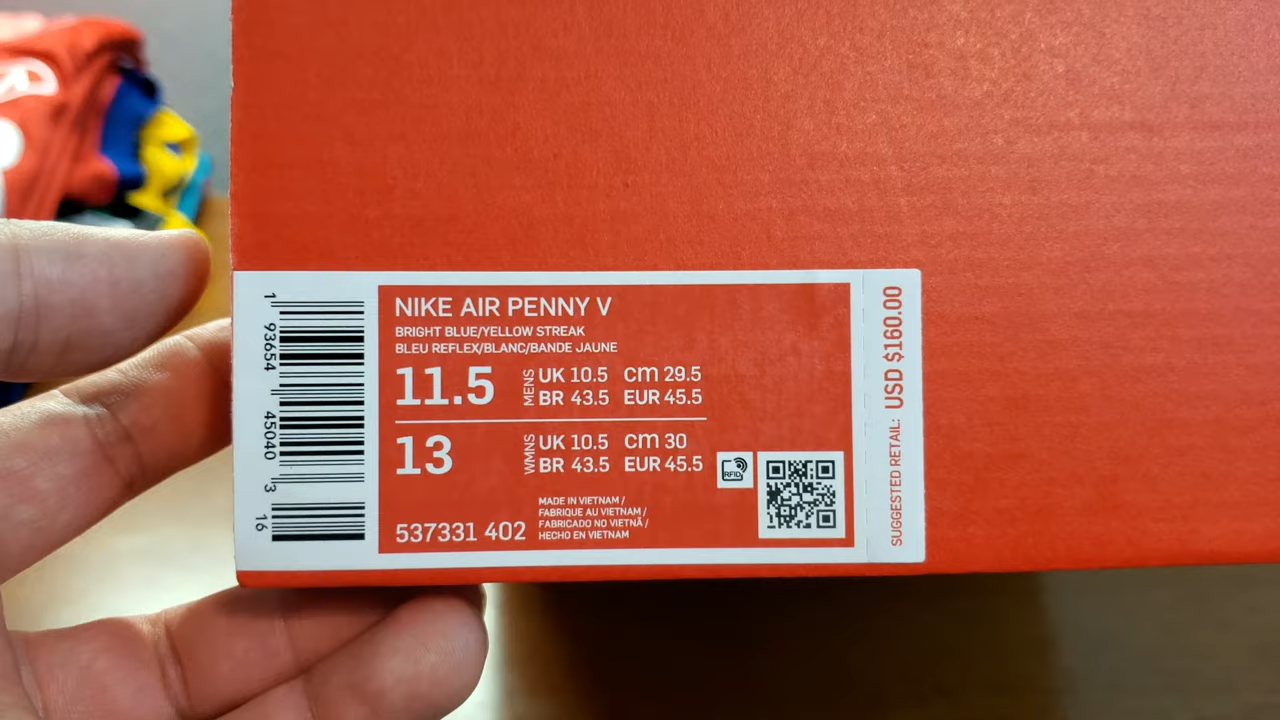 1 93654 45040 3 16
NIKE AIR PENNY V
BRIGHT BLUE/YELLOW STREAK
BLEU REFLEX/BLANC/BANDE JAUNE
11.5 MENS UK 10.5 cm 29.5
BR 43.5 EUR 45.5
13 WMNS UK 10.5 cm 30
BR 43.5 EUR 45.5
RFID
MADE IN VIETNAM /
FABRIQUE AU VIETNAM /
FABRICADO NO VIETNÃ /
HECHO EN VIETNAM
537331 402
SUGGESTED RETAIL: USD $160.00